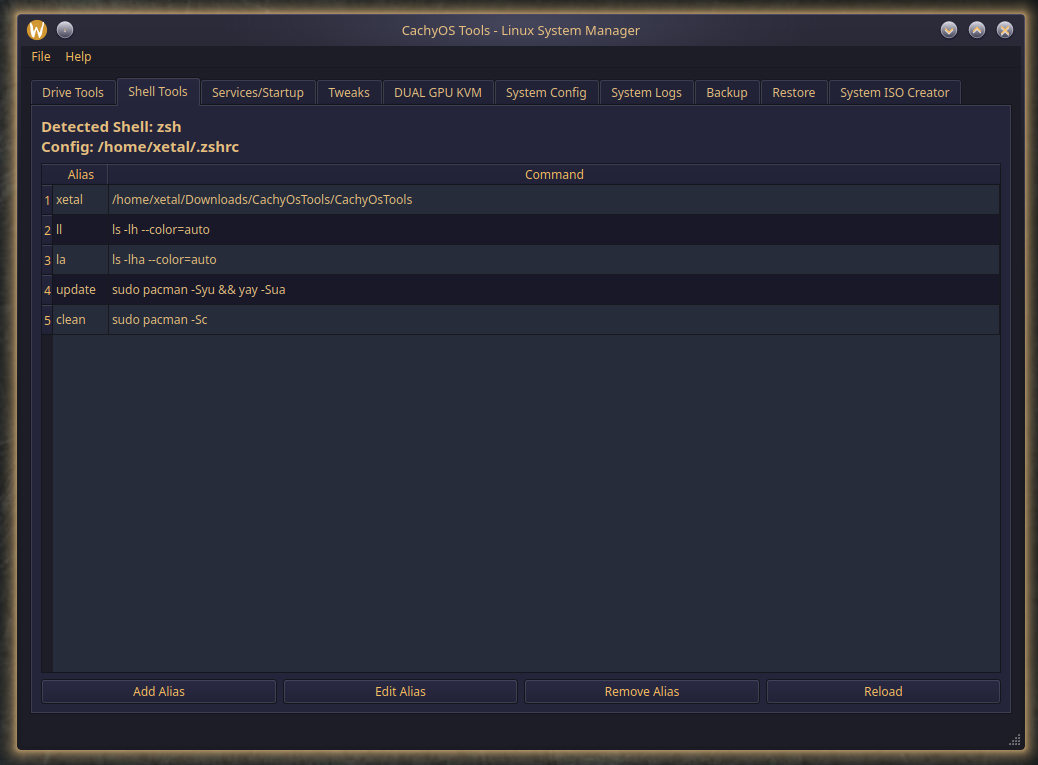 W
CachyOS Tools - Linux System Manager
File Help
Drive Tools Shell Tools Services/Startup Tweaks DUAL GPU KVM System Config System Logs Backup Restore System ISO Creator
Detected Shell: zsh
Config: /home/xetal/.zshrc
Alias Command
1 xetal /home/xetal/Downloads/CachyOsTools/CachyOsTools
2 ll ls -lh --color=auto
3 la ls -lha --color=auto
4 update sudo pacman -Syu && yay -Sua
5 clean sudo pacman -Sc
Add Alias Edit Alias Remove Alias Reload